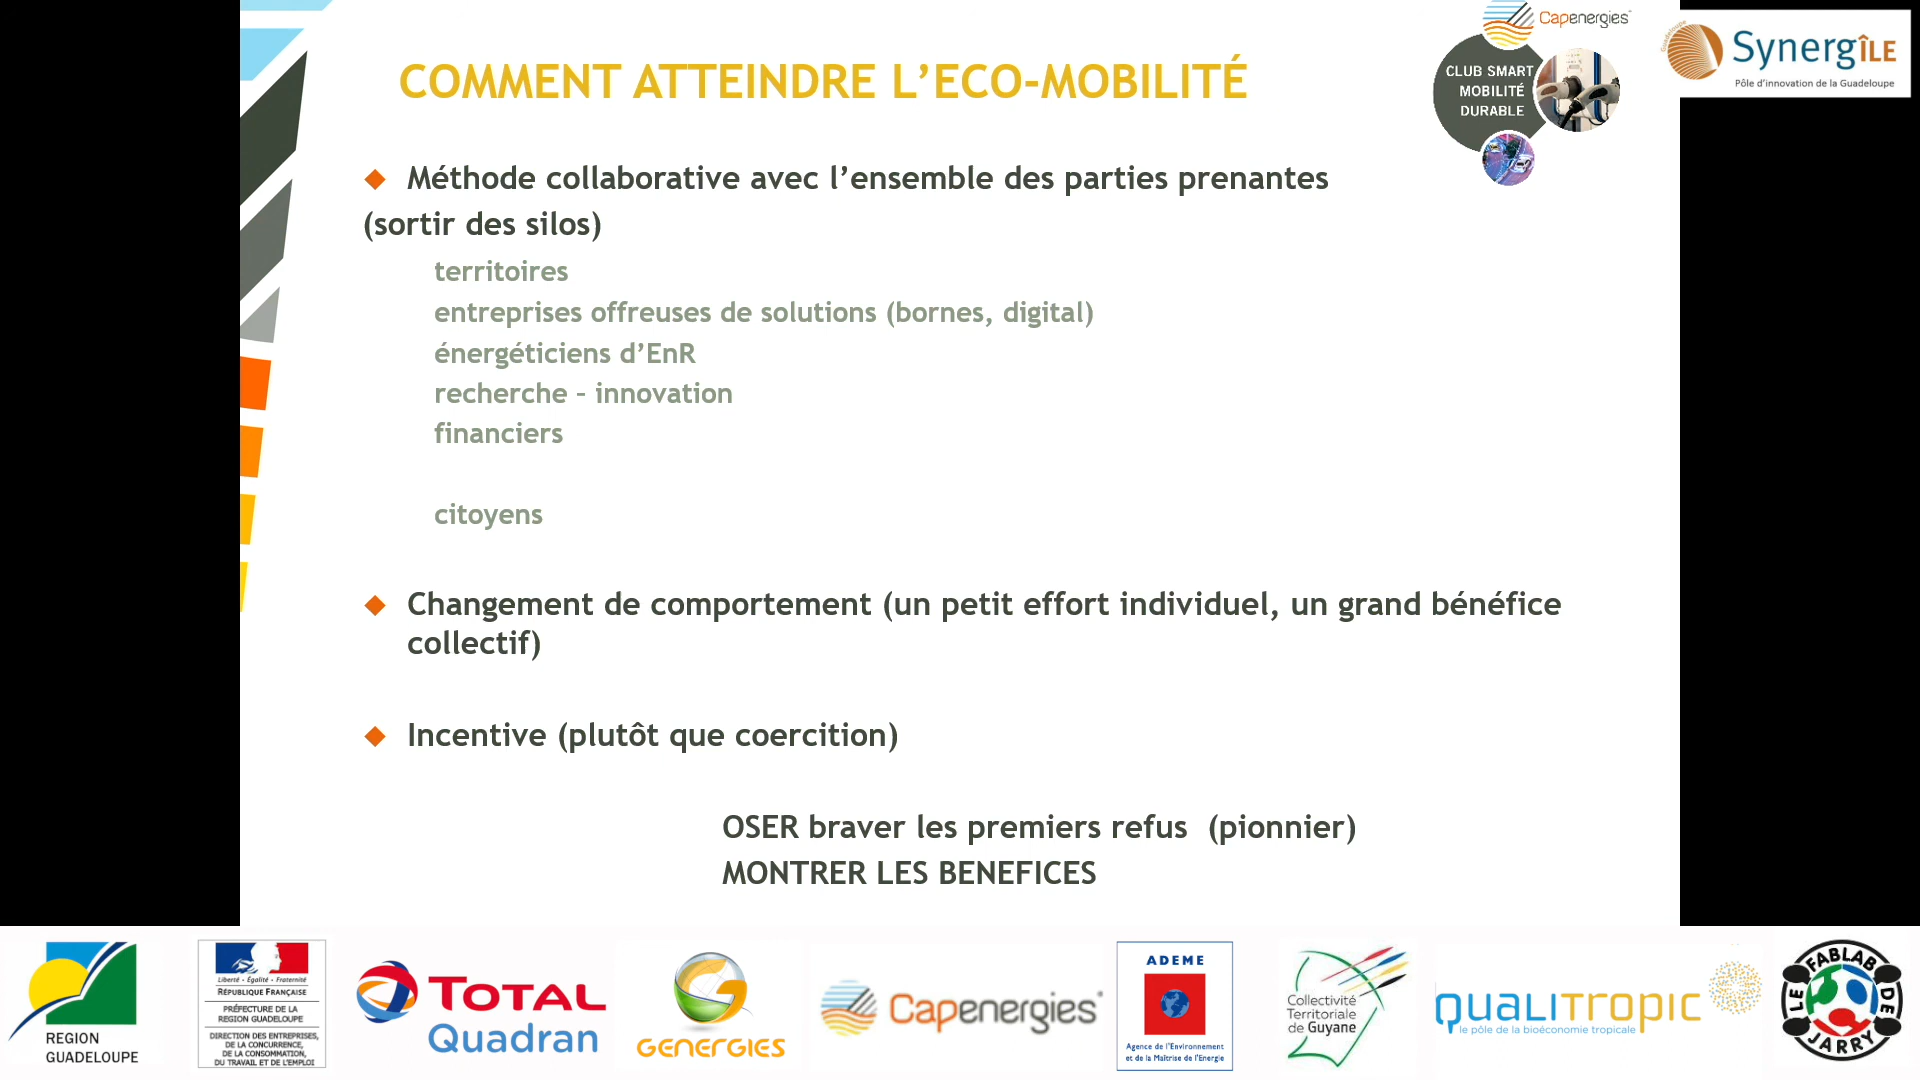 Capenergies
Guadeloupe
SynergÎLE
Pôle d'innovation de la Guadeloupe
CLUB SMART
MOBILITÉ
DURABLE
COMMENT ATTEINDRE L'ECO-MOBILITÉ
Méthode collaborative avec l'ensemble des parties prenantes
(sortir des silos)
territoires
entreprises offreuses de solutions (bornes, digital)
énergéticiens d'EnR
recherche – innovation
financiers
citoyens
Changement de comportement (un petit effort individuel, un grand bénéfice
collectif)
Incentive (plutôt que coercition)
OSER braver les premiers refus (pionnier)
MONTRER LES BENEFICES
REGION
GUADELOUPE
Liberté • Égalité • Fraternité
RÉPUBLIQUE FRANÇAISE
PRÉFECTURE DE LA
REGION GUADELOUPE
DIRECTION DES ENTREPRISES,
DE LA CONCURRENCE,
DE LA CONSOMMATION,
DU TRAVAIL ET DE L'EMPLOI
TOTAL
Quadran
GENERGIES
Capenergies
ADEME
Agence de l'Environnement
et de la Maîtrise de l'Energie
Collectivité
Territoriale
de Guyane
QUALITROPIC
le pôle de la bioéconomie tropicale
LE FABLAB DE JARRY